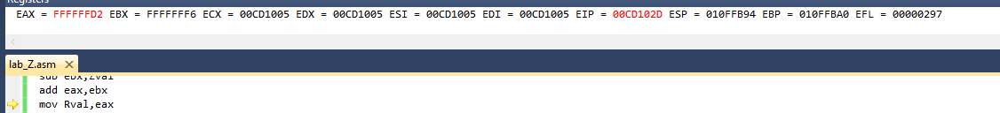 Registers
EAX = FFFFFFD2 EBX = FFFFFFF6 ECX = 00CD1005 EDX = 00CD1005 ESI = 00CD1005 EDI = 00CD1005 EIP = 00CD102D ESP = 010FFB94 EBP = 010FFBA0 EFL = 00000297
lab_Z.asm
sub ebx,Zval
add eax,ebx
mov Rval,eax